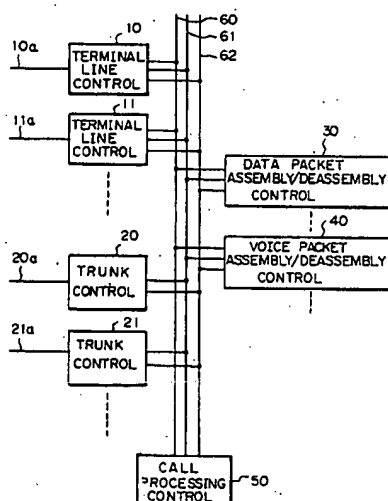 60
61
62
10
10a
TERMINAL
LINE
CONTROL
11
11a
TERMINAL
LINE
CONTROL
30
DATA PACKET
ASSEMBLY/DEASSEMBLY
CONTROL
40
VOICE PACKET
ASSEMBLY/DEASSEMBLY
CONTROL
20
20a
TRUNK
CONTROL
21
21a
TRUNK
CONTROL
CALL
PROCESSING
CONTROL
50